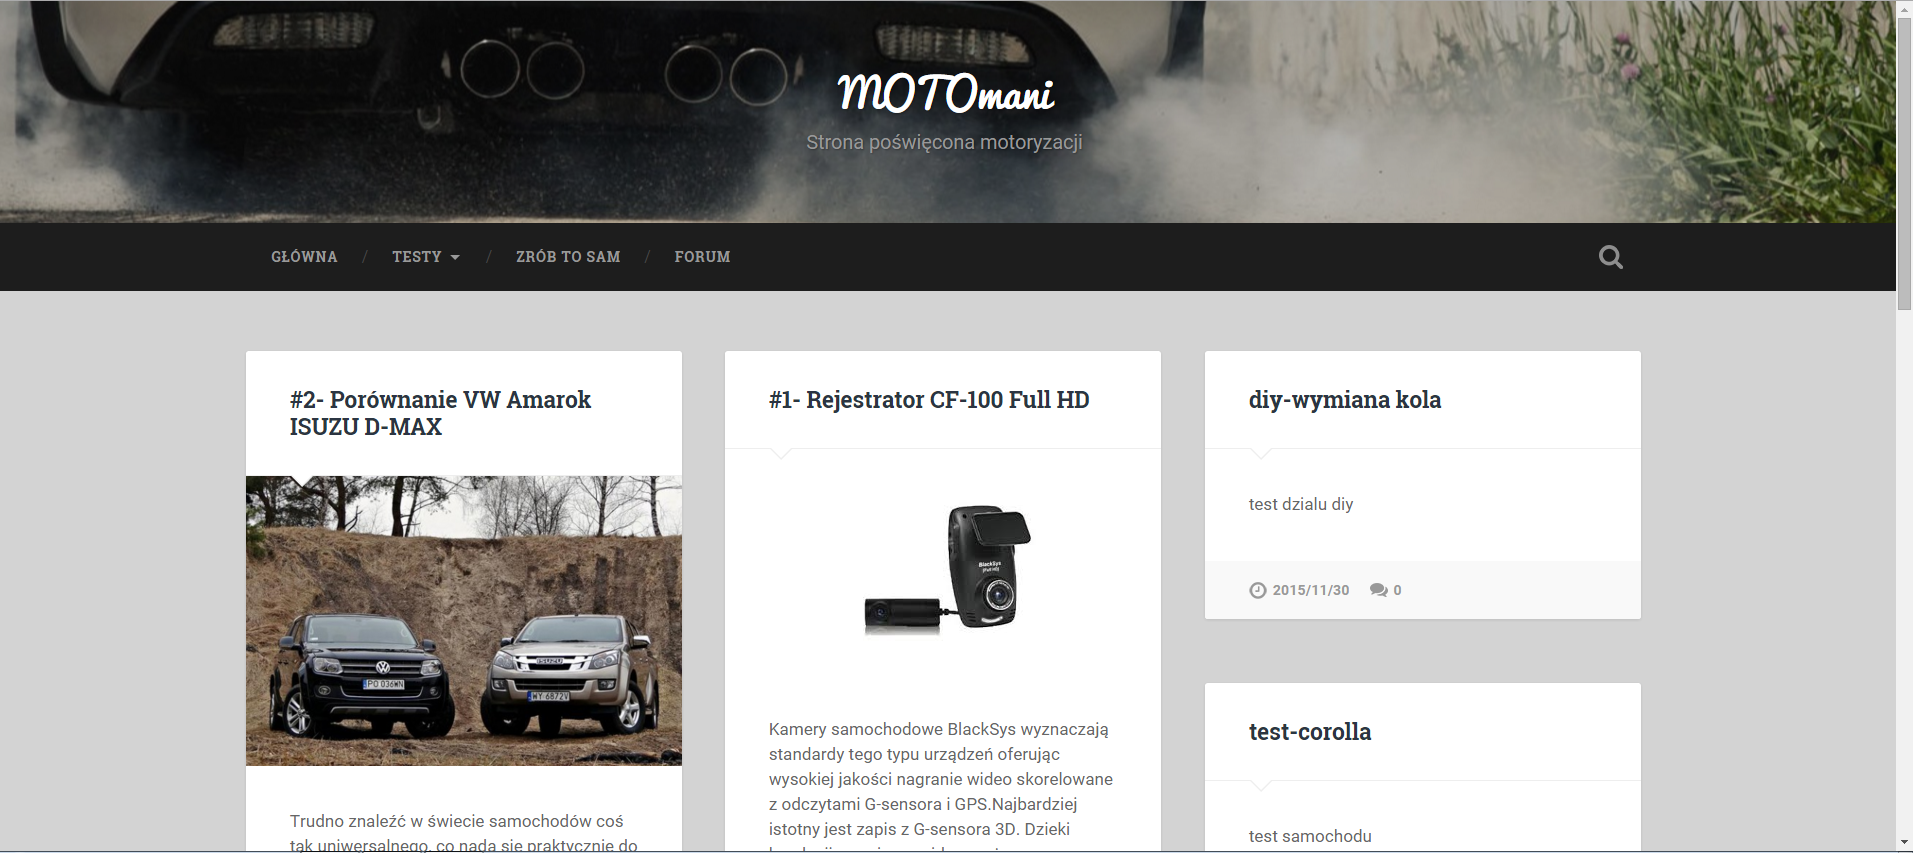 MOTOmani
Strona poświęcona motoryzacji
GŁÓWNA / TESTY / ZRÓB TO SAM / FORUM
#2- Porównanie VW Amarok
ISUZU D-MAX
VW
ISUZU
PO 036WN
WY 6872V
Trudno znaleźć w świecie samochodów coś
tak uniwersalnego, co nada się praktycznie do
#1- Rejestrator CF-100 Full HD
BlackSys
Kamery samochodowe BlackSys wyznaczają
standardy tego typu urządzeń oferując
wysokiej jakości nagranie wideo skorelowane
z odczytami G-sensora i GPS.Najbardziej
istotny jest zapis z G-sensora 3D. Dzieki
diy-wymiana kola
test dzialu diy
2015/11/30 0
test-corolla
test samochodu